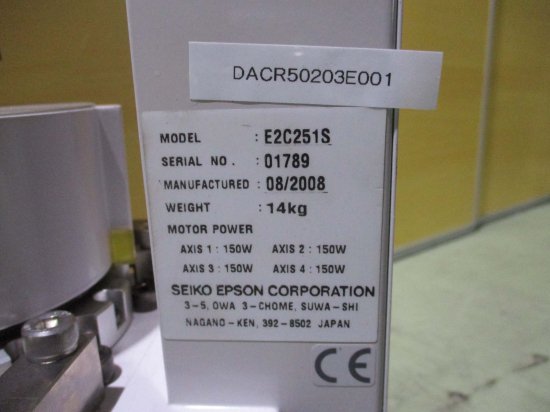 DACR50203E001
MODEL : E2C251S
SERIAL NO. : 01789
MANUFACTURED : 08/2008
WEIGHT : 14kg
MOTOR POWER
AXIS 1 : 150W AXIS 2 : 150W
AXIS 3 : 150W AXIS 4 : 150W
SEIKO EPSON CORPORATION
3-5, OWA 3-CHOME, SUWA-SHI
NAGANO-KEN, 392-8502 JAPAN
CE